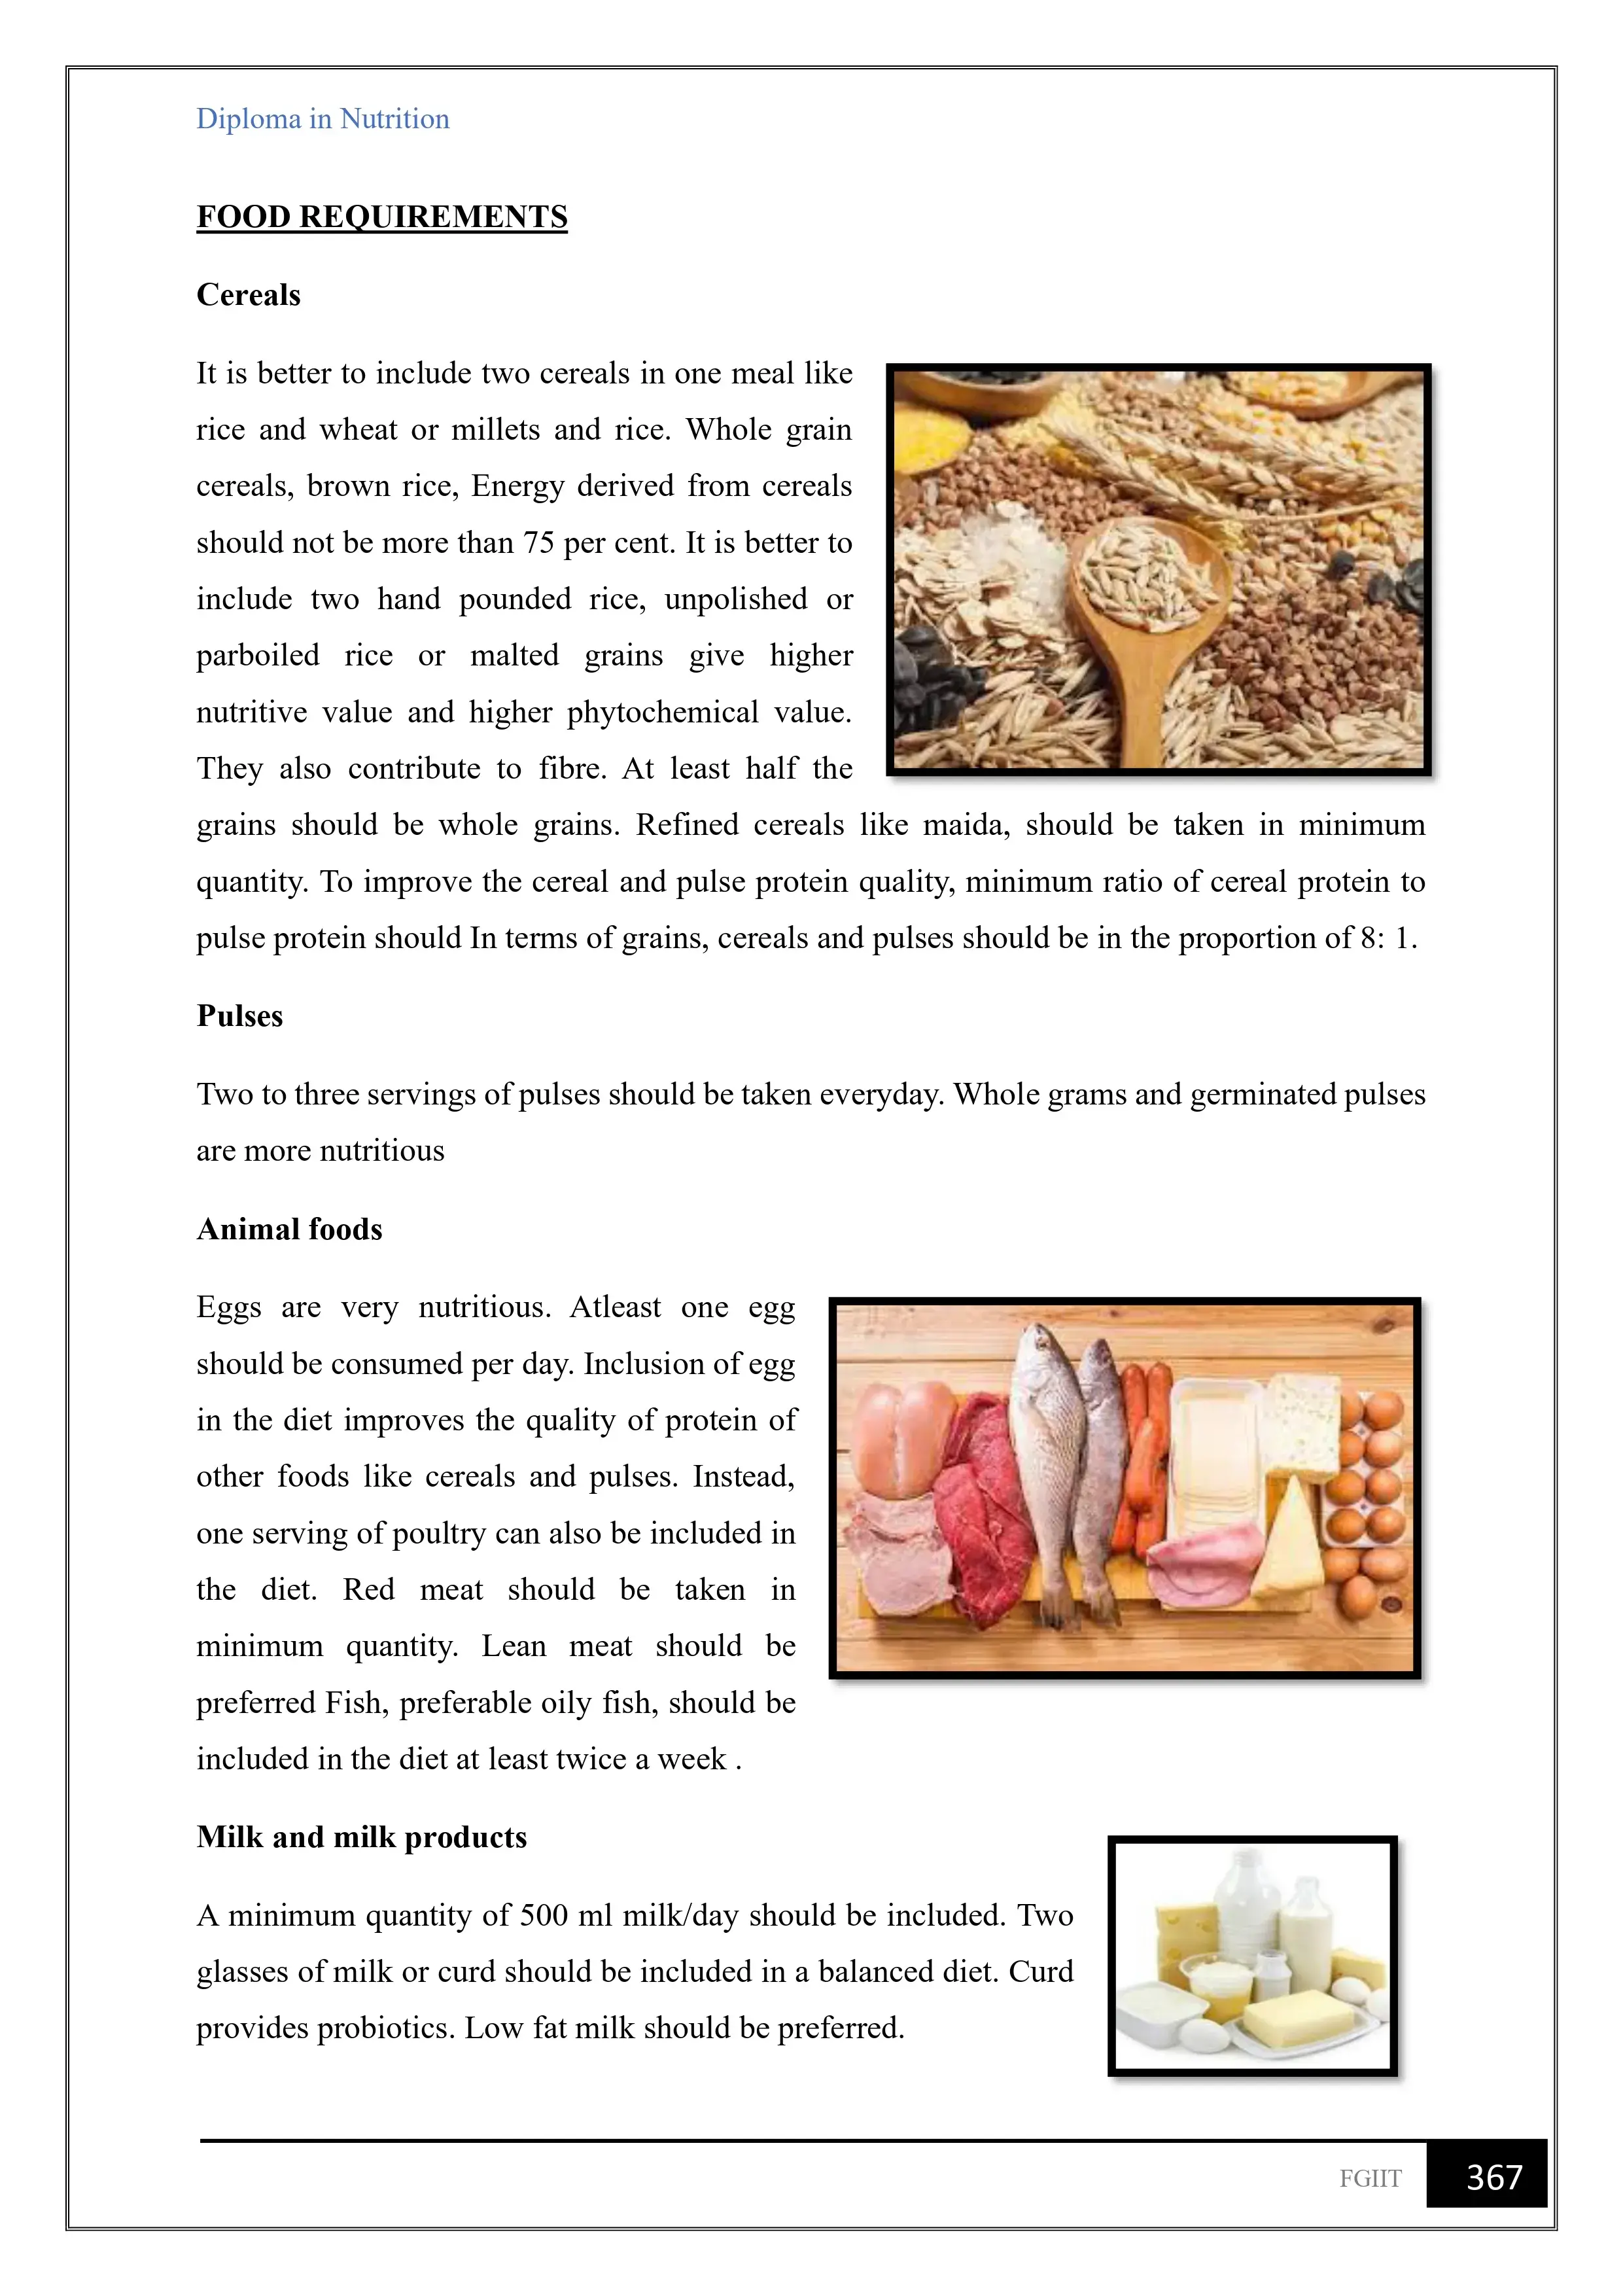 Diploma in Nutrition
FOOD REQUIREMENTS
Cereals
It is better to include two cereals in one meal like
rice and wheat or millets and rice. Whole grain
cereals, brown rice, Energy derived from cereals
should not be more than 75 per cent. It is better to
include two hand pounded rice, unpolished or
parboiled rice or malted grains give higher
nutritive value and higher phytochemical value.
They also contribute to fibre. At least half the
grains should be whole grains. Refined cereals like maida, should be taken in minimum
quantity. To improve the cereal and pulse protein quality, minimum ratio of cereal protein to
pulse protein should In terms of grains, cereals and pulses should be in the proportion of 8: 1.
Pulses
Two to three servings of pulses should be taken everyday. Whole grams and germinated pulses
are more nutritious
Animal foods
Eggs are very nutritious. Atleast one egg
should be consumed per day. Inclusion of egg
in the diet improves the quality of protein of
other foods like cereals and pulses. Instead,
one serving of poultry can also be included in
the diet. Red meat should be taken in
minimum quantity. Lean meat should be
preferred Fish, preferable oily fish, should be
included in the diet at least twice a week .
Milk and milk products
A minimum quantity of 500 ml milk/day should be included. Two
glasses of milk or curd should be included in a balanced diet. Curd
provides probiotics. Low fat milk should be preferred.
FGIIT 367